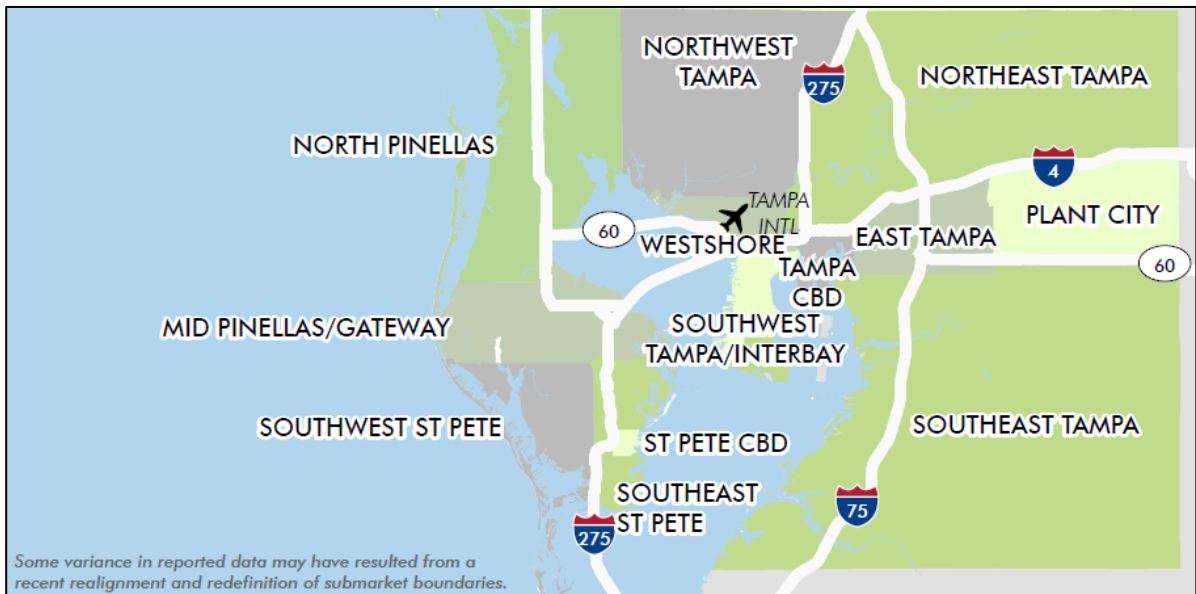 NORTHWEST
TAMPA
275
NORTHEAST TAMPA
NORTH PINELLAS
4
TAMPA
INTL
PLANT CITY
60
WESTSHORE
EAST TAMPA
TAMPA
CBD
60
MID PINELLAS/GATEWAY
SOUTHWEST
TAMPA/INTERBAY
SOUTHWEST ST PETE
ST PETE CBD
SOUTHEAST TAMPA
SOUTHEAST
ST PETE
75
275
Some variance in reported data may have resulted from a
recent realignment and redefinition of submarket boundaries.